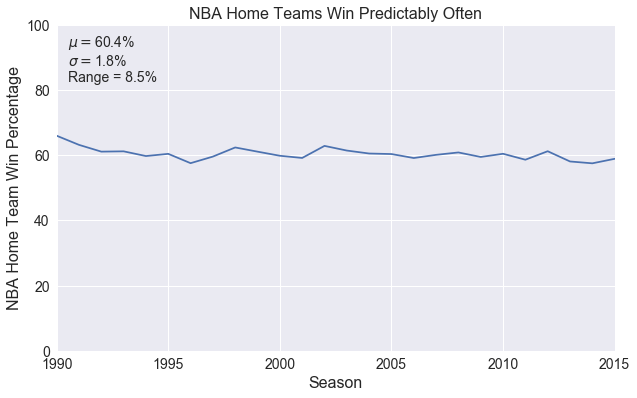 NBA Home Teams Win Predictably Often
μ = 60.4%
σ = 1.8%
Range = 8.5%
NBA Home Team Win Percentage
100
80
60
40
20
0
1990 1995 2000 2005 2010 2015
Season